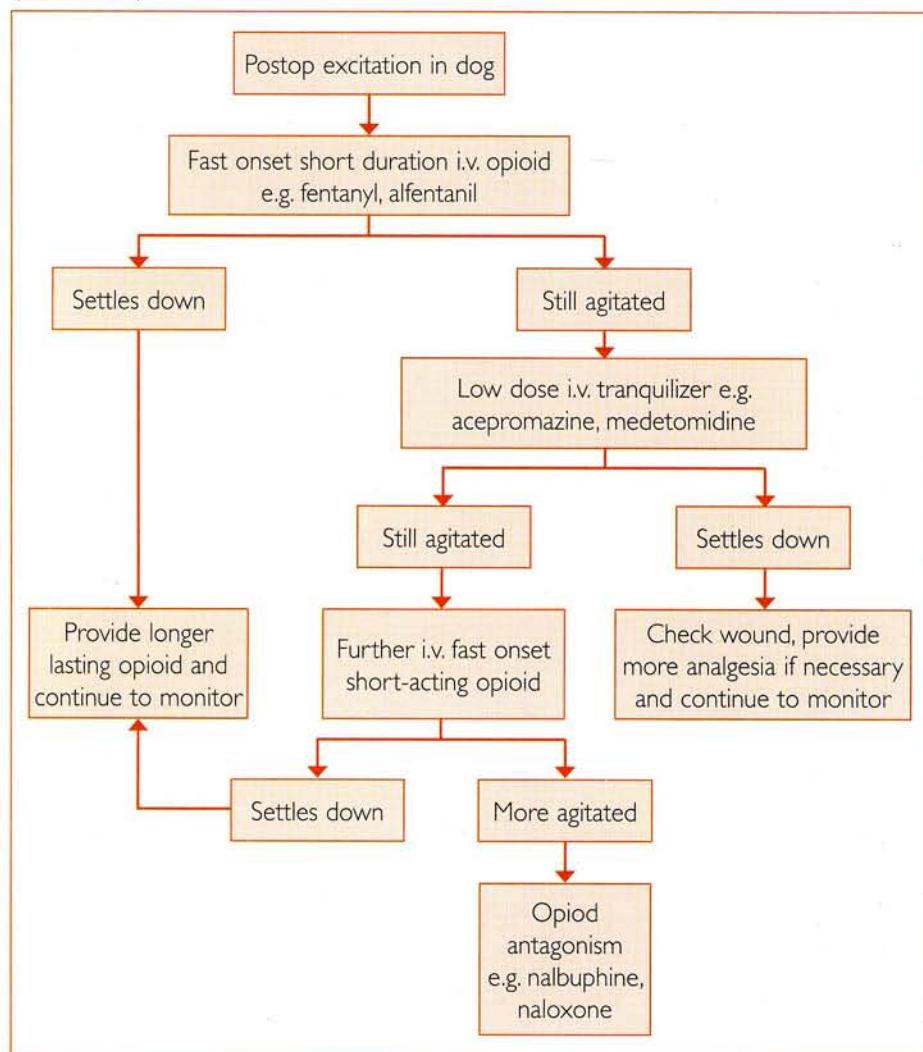 Postop excitation in dog
Fast onset short duration i.v. opioid
e.g. fentanyl, alfentanil
Settles down
Still agitated
Low dose i.v. tranquilizer e.g.
acepromazine, medetomidine
Still agitated
Settles down
Provide longer
lasting opioid and
continue to monitor
Further i.v. fast onset
short-acting opioid
Check wound, provide
more analgesia if necessary
and continue to monitor
Settles down
More agitated
Opiod
antagonism
e.g. nalbuphine,
naloxone